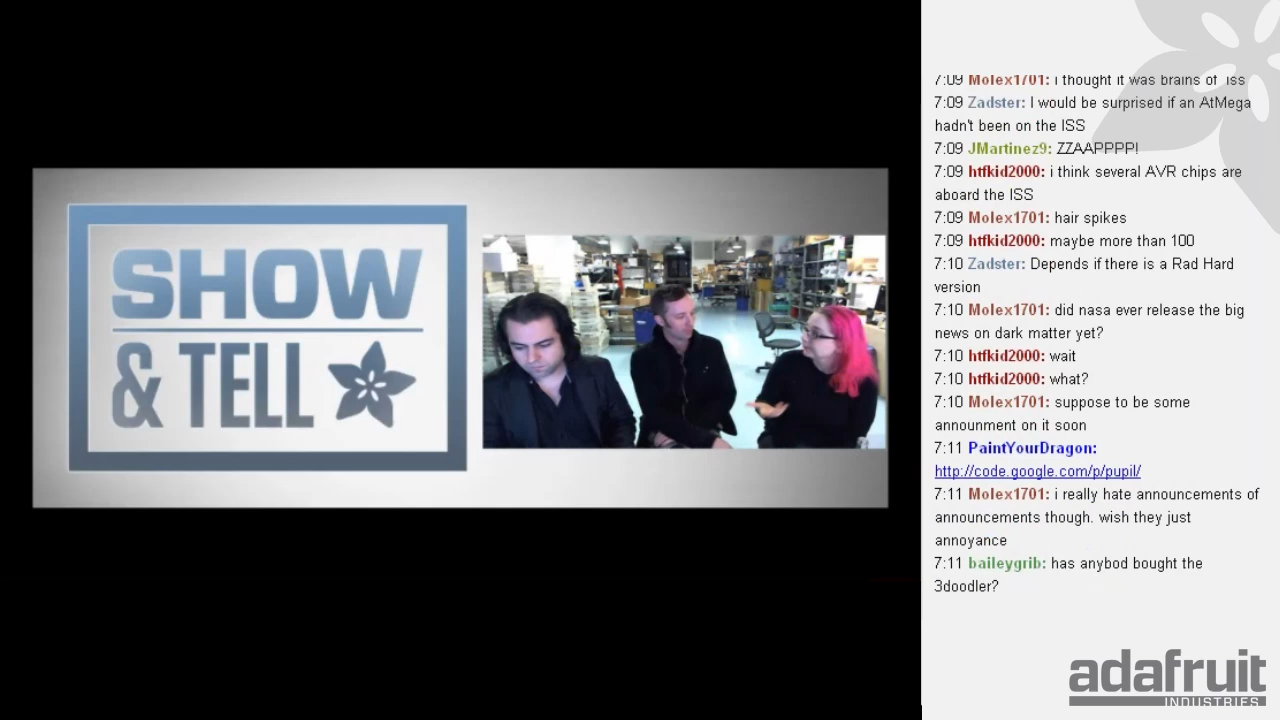 SHOW
& TELL
7:09 Molex1701: i thought it was brains of iss
7:09 Zadster: I would be surprised if an AtMega
hadn't been on the ISS
7:09 JMartinez9: ZZAAPPPP!
7:09 htfkid2000: i think several AVR chips are
aboard the ISS
7:09 Molex1701: hair spikes
7:09 htfkid2000: maybe more than 100
7:10 Zadster: Depends if there is a Rad Hard
version
7:10 Molex1701: did nasa ever release the big
news on dark matter yet?
7:10 htfkid2000: wait
7:10 htfkid2000: what?
7:10 Molex1701: suppose to be some
announment on it soon
7:11 PaintYourDragon:
http://code.google.com/p/pupil/
7:11 Molex1701: i really hate announcements of
announcements though. wish they just
annoyance
7:11 baileygrib: has anybod bought the
3doodler?
adafruit
INDUSTRIES